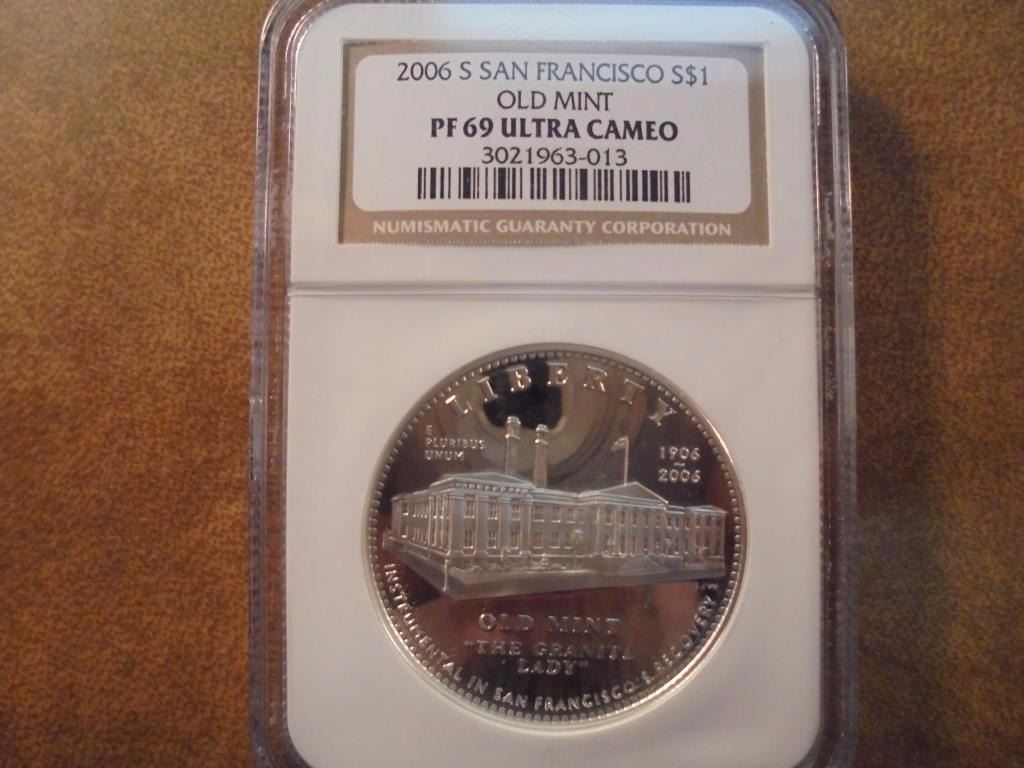 2006 S SAN FRANCISCO S$1
OLD MINT
PF 69 ULTRA CAMEO
3021963-013
NUMISMATIC GUARANTY CORPORATION
LIBERTY
E
PLURIBUS
UNUM
1906
~
2006
OLD MINT
"THE GRANITE
LADY"
INSTRUMENTAL IN SAN FRANCISCO'S RECOVERY